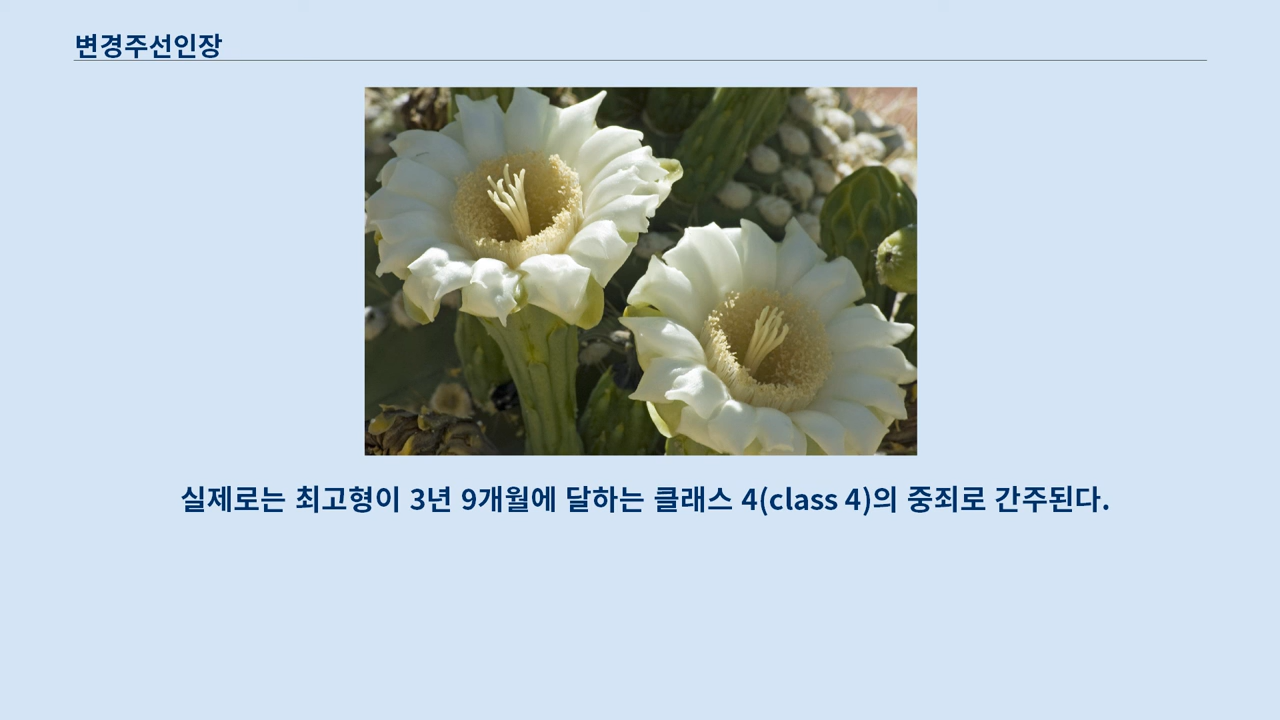 변경주선인장
실제로는 최고형이 3년 9개월에 달하는 클래스 4(class 4)의 중죄로 간주된다.